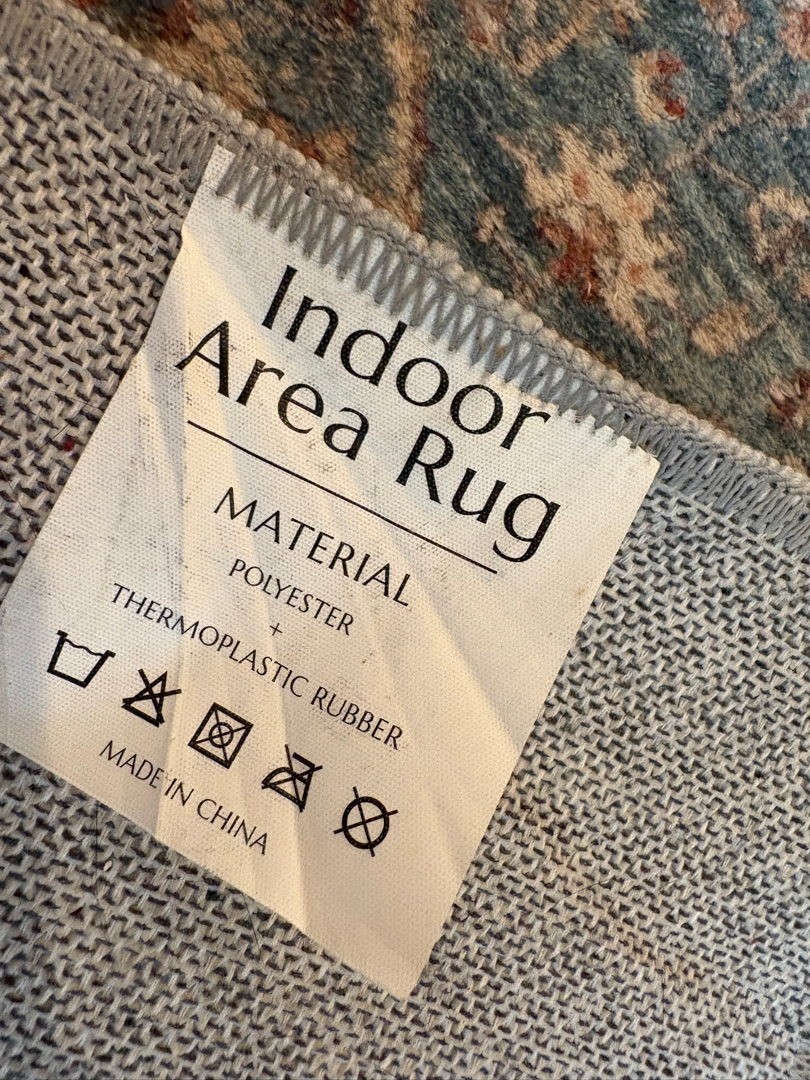 Indoor
Area Rug
MATERIAL
POLYESTER
+
THERMOPLASTIC RUBBER
MADE IN CHINA